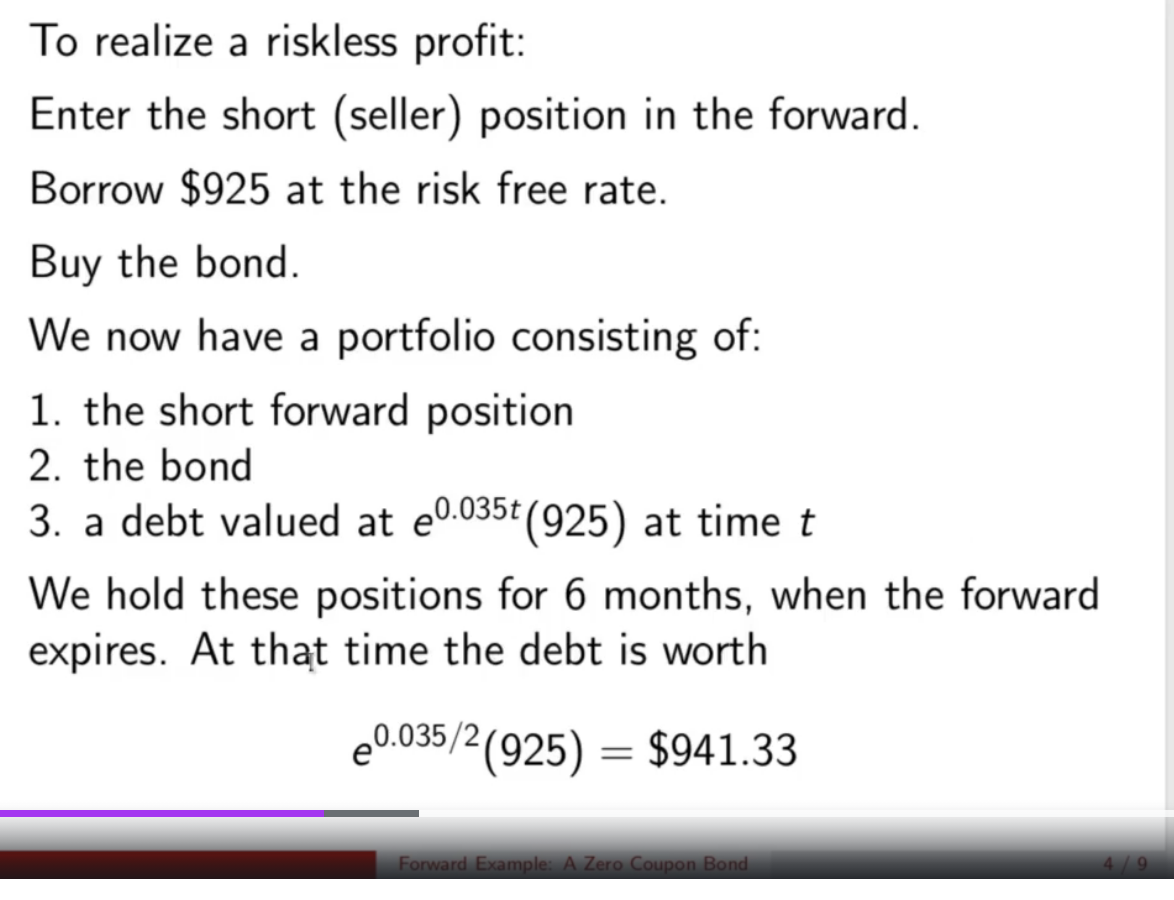 To realize a riskless profit:
Enter the short (seller) position in the forward.
Borrow $925 at the risk free rate.
Buy the bond.
We now have a portfolio consisting of:
1. the short forward position
2. the bond
3. a debt valued at e^{0.035t}(925) at time t
We hold these positions for 6 months, when the forward
expires. At that time the debt is worth
e^{0.035/2}(925) = $941.33
Forward Example: A Zero Coupon Bond
4 / 9